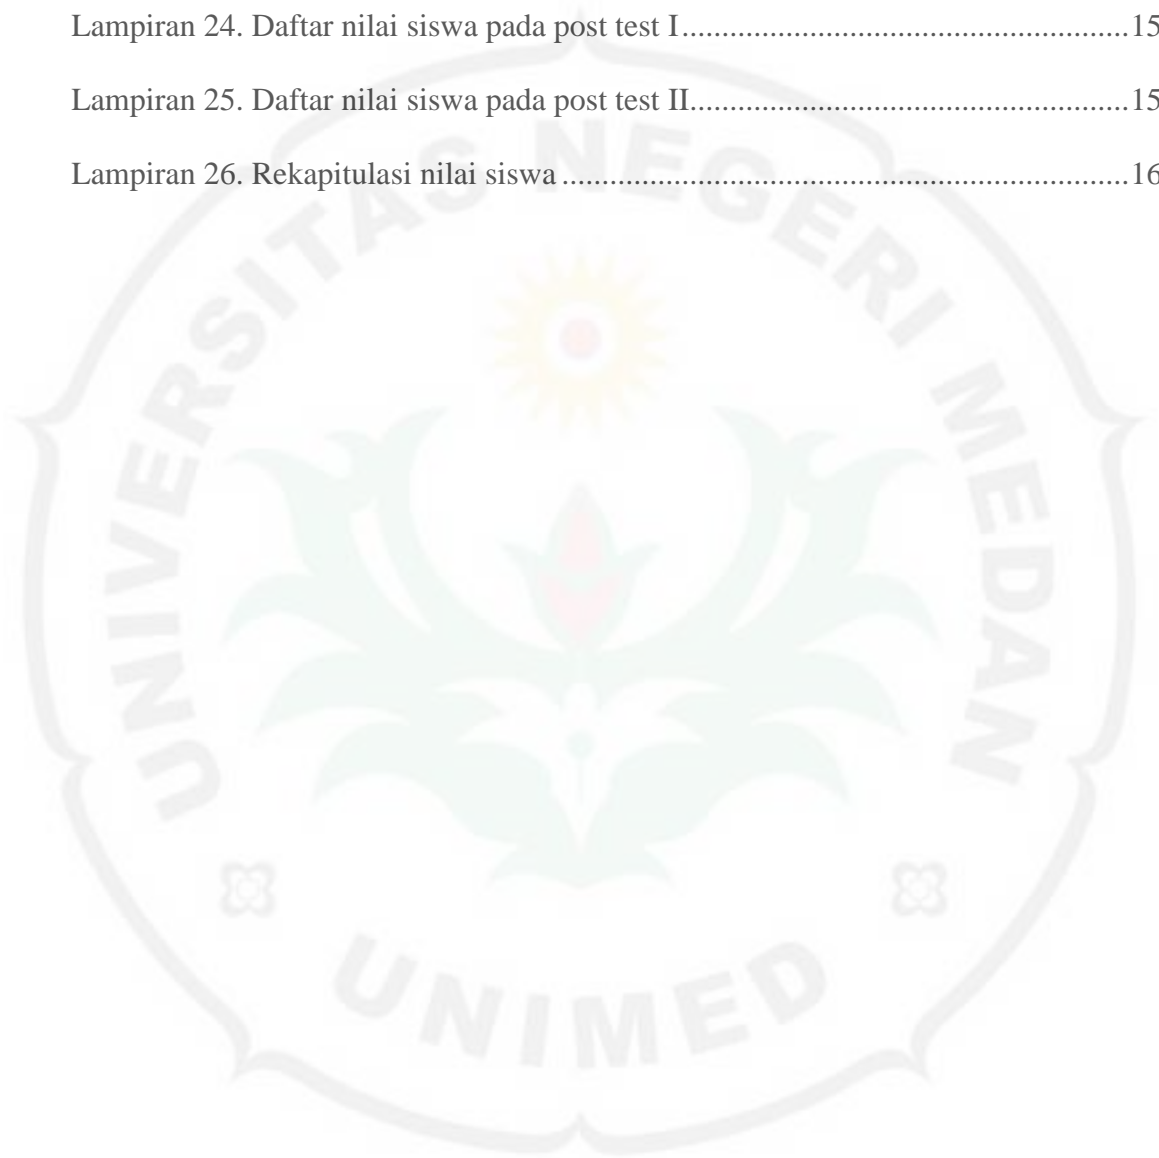 Lampiran 24. Daftar nilai siswa pada post test I........................................................15
Lampiran 25. Daftar nilai siswa pada post test II.......................................................15
Lampiran 26. Rekapitulasi nilai siswa .......................................................................16
UNIVERSITAS NEGERI MEDAN
UNIMED